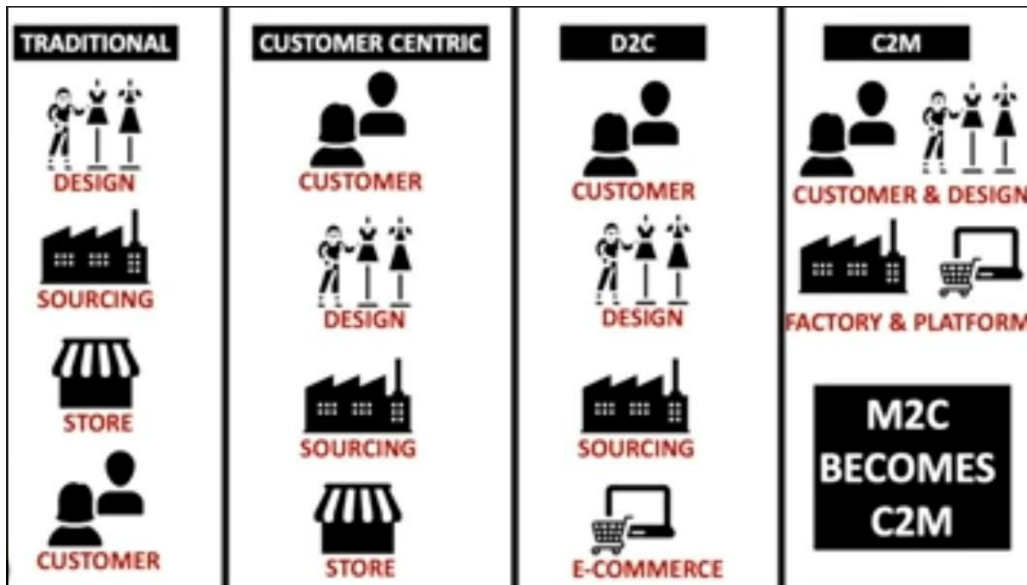 TRADITIONAL
DESIGN
SOURCING
STORE
CUSTOMER
CUSTOMER CENTRIC
CUSTOMER
DESIGN
SOURCING
STORE
D2C
CUSTOMER
DESIGN
SOURCING
E-COMMERCE
C2M
CUSTOMER & DESIGN
FACTORY & PLATFORM
M2C
BECOMES
C2M